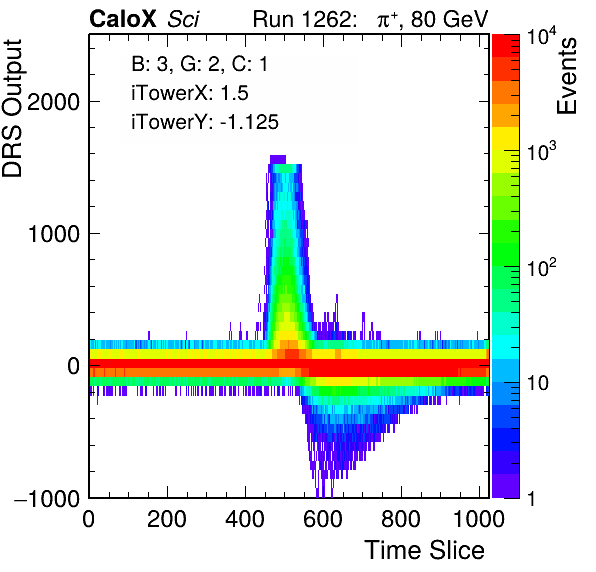 CaloX Sci Run 1262: π⁺, 80 GeV
B: 3, G: 2, C: 1
iTowerX: 1.5
iTowerY: -1.125
DRS Output
2000
1000
0
−1000
0 200 400 600 800 1000
Time Slice
Events
10⁴
10³
10²
10
1